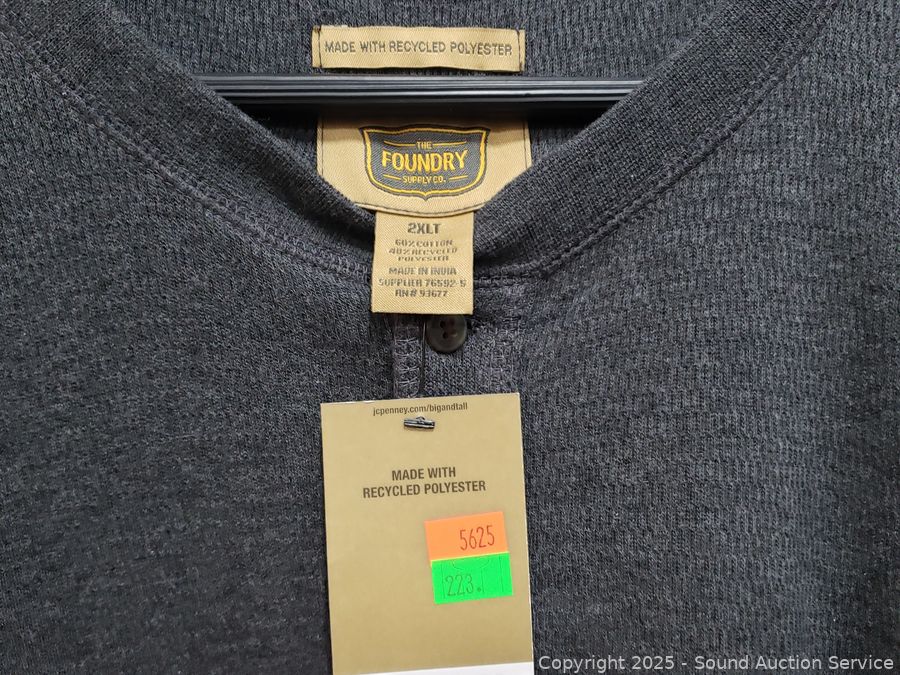 MADE WITH RECYCLED POLYESTER
THE
FOUNDRY
SUPPLY CO.
2XLT
60% COTTON
40% RECYCLED
POLYESTER
MADE IN INDIA
SUPPLIER 76592-5
RN# 93677
jcpenney.com/bigandtall
MADE WITH
RECYCLED POLYESTER
5625
223.
Copyright © 2025 - Sound Auction Service